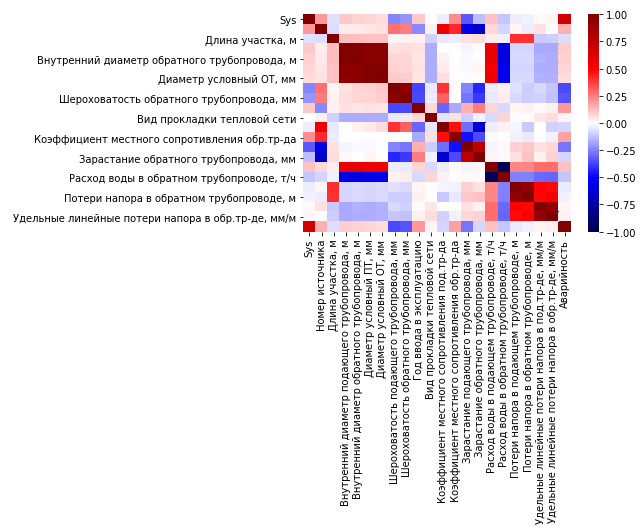 Sys
Длина участка, м
Внутренний диаметр обратного трубопровода, м
Диаметр условный ОТ, мм
Шероховатость обратного трубопровода, мм
Вид прокладки тепловой сети
Коэффициент местного сопротивления обр.тр-да
Зарастание обратного трубопровода, мм
Расход воды в обратном трубопроводе, т/ч
Потери напора в обратном трубопроводе, м
Удельные линейные потери напора в обр.тр-де, мм/м
1.00
0.75
0.50
0.25
0.00
−0.25
−0.50
−0.75
−1.00
Sys
Номер источника
Длина участка, м
Внутренний диаметр подающего трубопровода, м
Внутренний диаметр обратного трубопровода, м
Диаметр условный ПТ, мм
Диаметр условный ОТ, мм
Шероховатость подающего трубопровода, мм
Шероховатость обратного трубопровода, мм
Год ввода в эксплуатацию
Вид прокладки тепловой сети
Коэффициент местного сопротивления под.тр-да
Коэффициент местного сопротивления обр.тр-да
Зарастание подающего трубопровода, мм
Зарастание обратного трубопровода, мм
Расход воды в подающем трубопроводе, т/ч
Расход воды в обратном трубопроводе, т/ч
Потери напора в подающем трубопроводе, м
Потери напора в обратном трубопроводе, м
Удельные линейные потери напора в под.тр-де, мм/м
Удельные линейные потери напора в обр.тр-де, мм/м
Аварийность